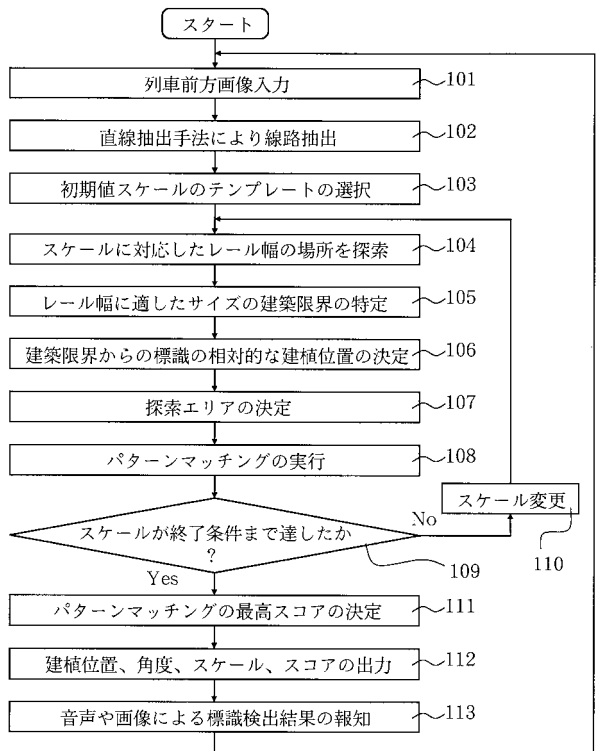 スタート
列車前方画像入力 101
直線抽出手法により線路抽出 102
初期値スケールのテンプレートの選択 103
スケールに対応したレール幅の場所を探索 104
レール幅に適したサイズの建築限界の特定 105
建築限界からの標識の相対的な建植位置の決定 106
探索エリアの決定 107
パターンマッチングの実行 108
スケール変更
110
スケールが終了条件まで達したか
?
No
109
Yes
パターンマッチングの最高スコアの決定 111
建植位置、角度、スケール、スコアの出力 112
音声や画像による標識検出結果の報知 113